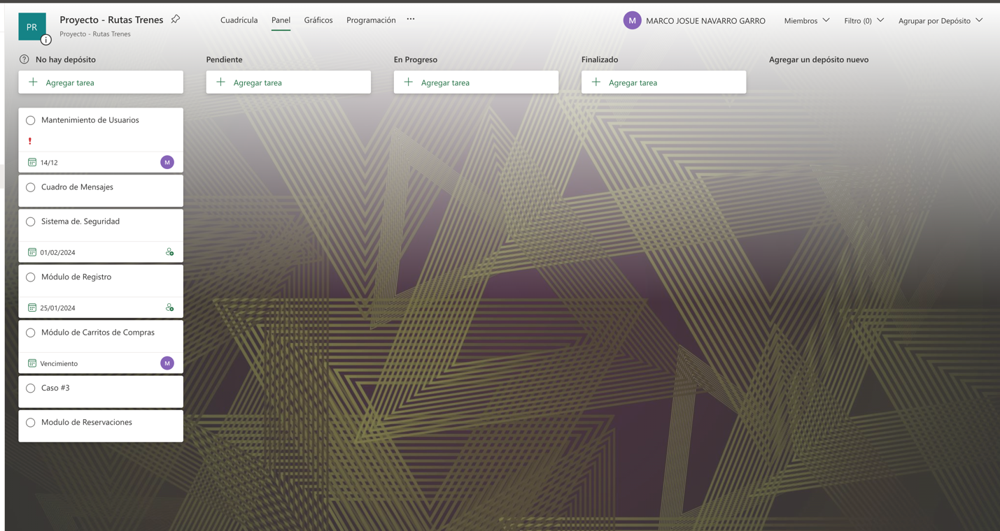 PR
Proyecto - Rutas Trenes
Proyecto - Rutas Trenes
Cuadrícula
Panel
Gráficos
Programación
M
MARCO JOSUE NAVARRO GARRO
Miembros
Filtro (0)
Agrupar por Depósito
No hay depósito
Agregar tarea
Mantenimiento de Usuarios
14/12
M
Cuadro de Mensajes
Sistema de. Seguridad
01/02/2024
Módulo de Registro
25/01/2024
Módulo de Carritos de Compras
Vencimiento
M
Caso #3
Modulo de Reservaciones
Pendiente
Agregar tarea
En Progreso
Agregar tarea
Finalizado
Agregar tarea
Agregar un depósito nuevo